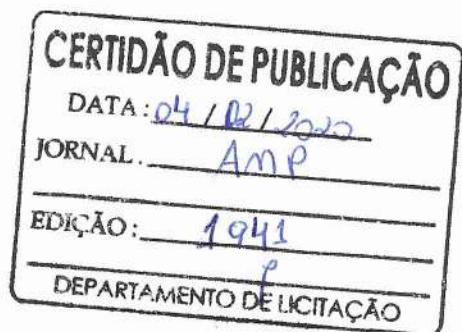 CERTIDÃO DE PUBLICAÇÃO
DATA: 04 / 02 / 2020
JORNAL. AMP
EDIÇÃO: 1941
DEPARTAMENTO DE LICITAÇÃO